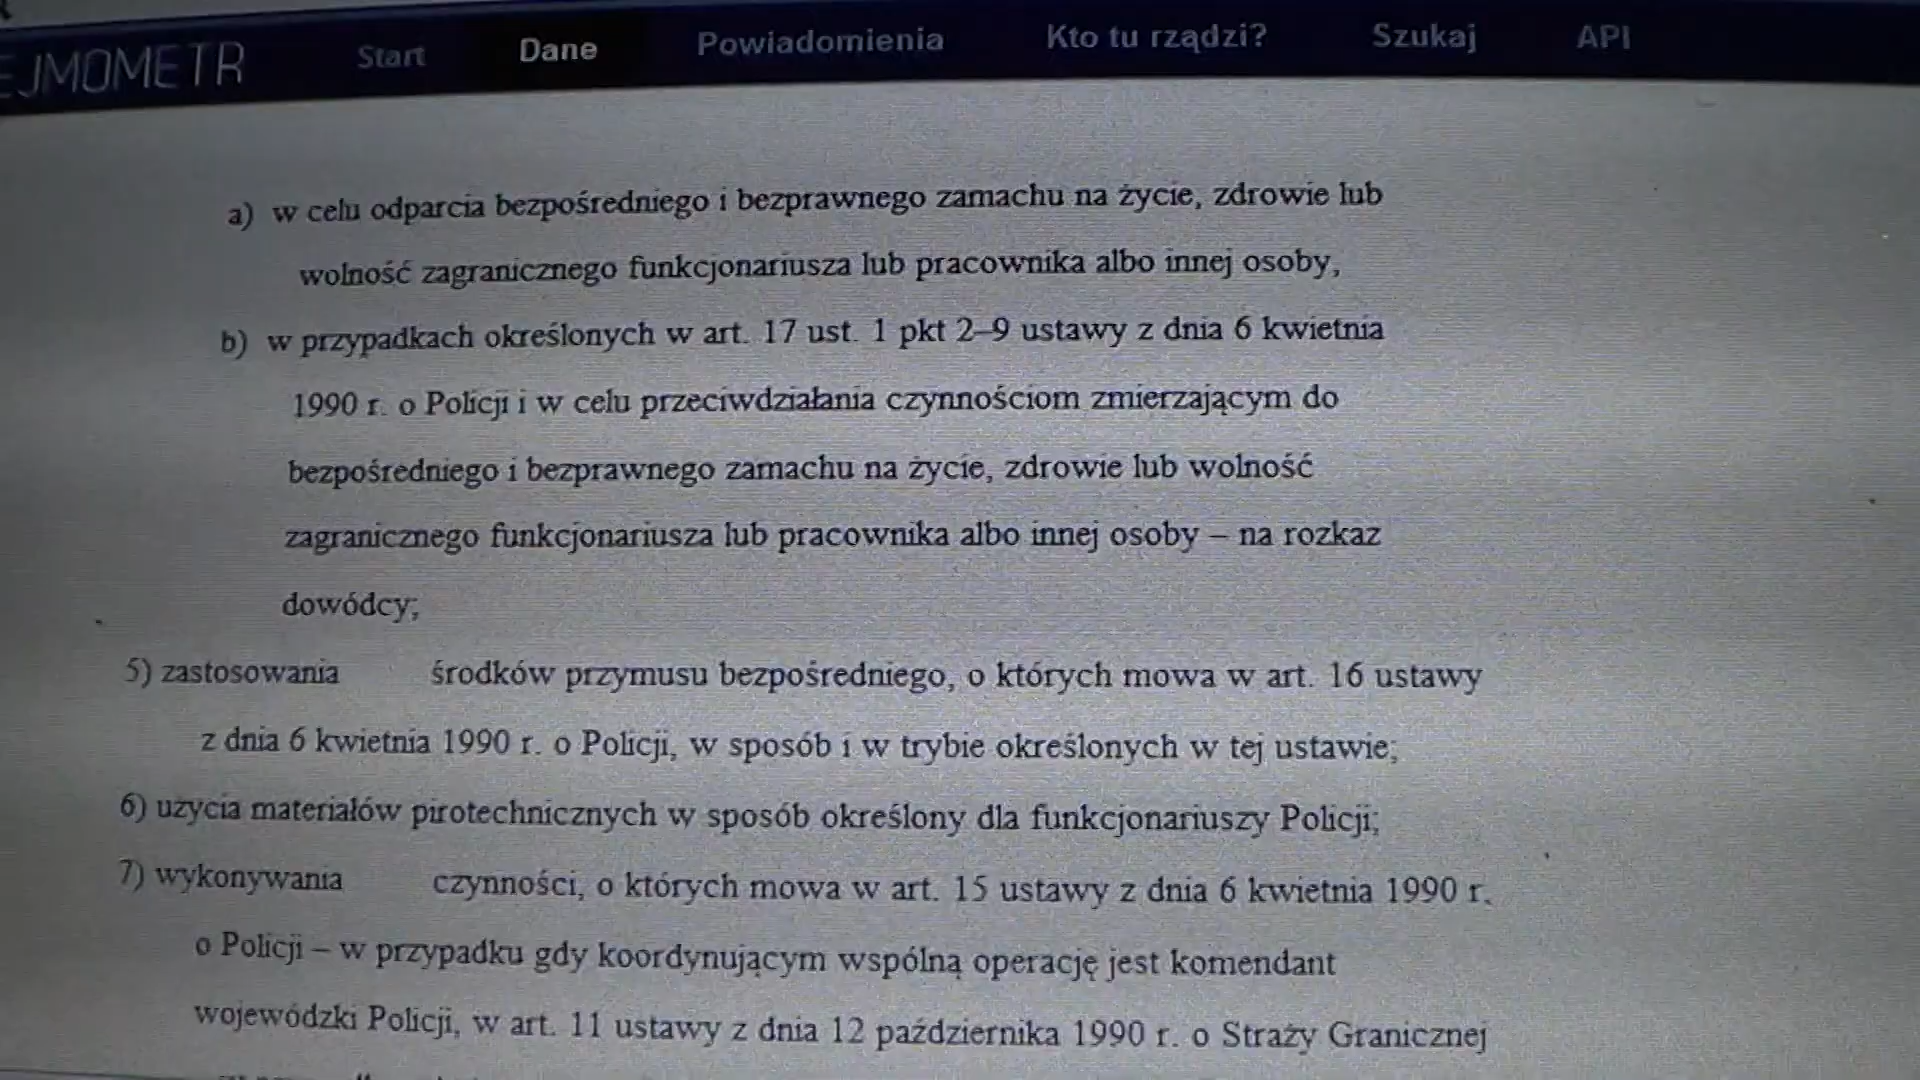 EJMOMETR Start Dane Powiadomienia Kto tu rządzi? Szukaj API
a) w celu odparcia bezpośredniego i bezprawnego zamachu na życie, zdrowie lub
wolność zagranicznego funkcjonariusza lub pracownika albo innej osoby,
b) w przypadkach określonych w art. 17 ust. 1 pkt 2–9 ustawy z dnia 6 kwietnia
1990 r. o Policji i w celu przeciwdziałania czynnościom zmierzającym do
bezpośredniego i bezprawnego zamachu na życie, zdrowie lub wolność
zagranicznego funkcjonariusza lub pracownika albo innej osoby – na rozkaz
dowódcy;
5) zastosowania środków przymusu bezpośredniego, o których mowa w art. 16 ustawy
z dnia 6 kwietnia 1990 r. o Policji, w sposób i w trybie określonych w tej ustawie;
6) użycia materiałów pirotechnicznych w sposób określony dla funkcjonariuszy Policji;
7) wykonywania czynności, o których mowa w art. 15 ustawy z dnia 6 kwietnia 1990 r.
o Policji – w przypadku gdy koordynującym wspólną operację jest komendant
wojewódzki Policji, w art. 11 ustawy z dnia 12 października 1990 r. o Straży Granicznej